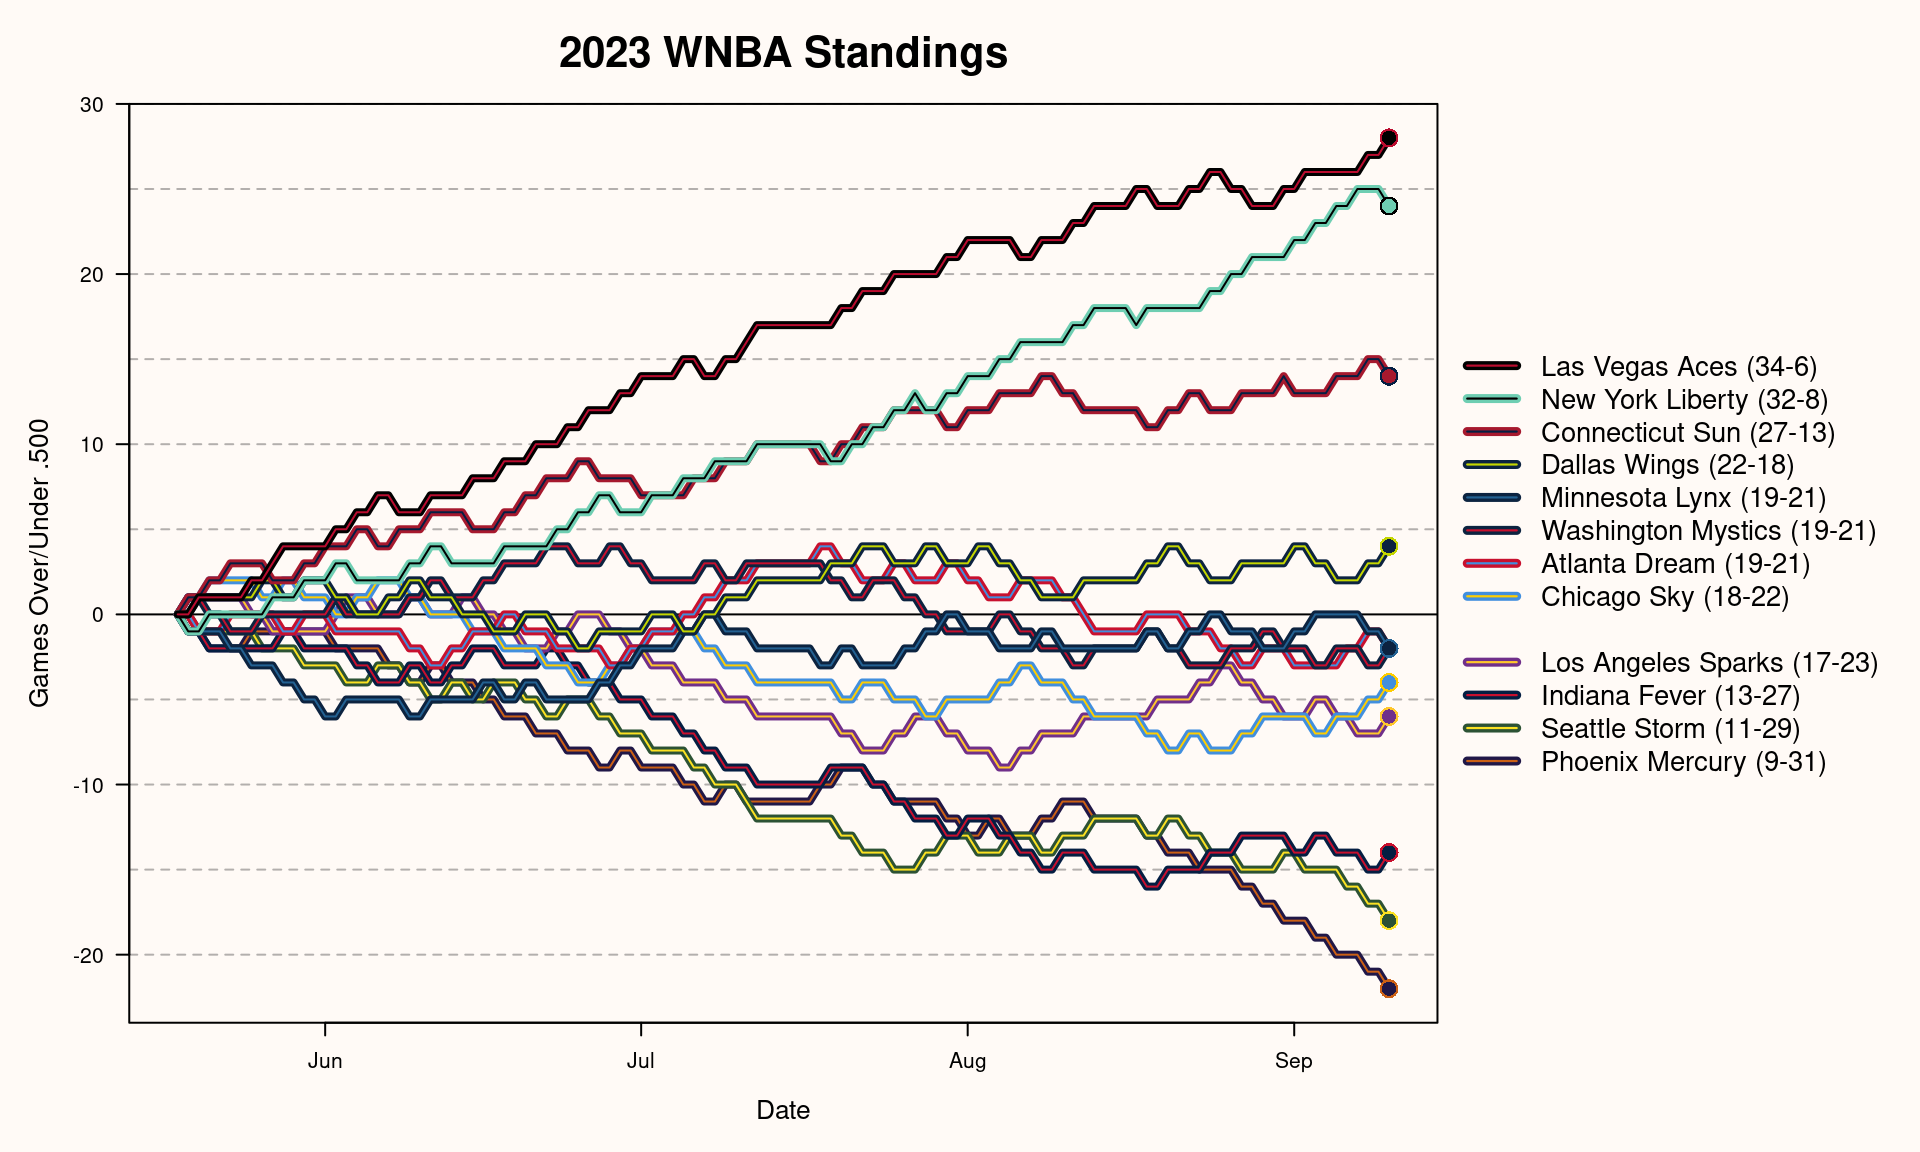 2023 WNBA Standings
Games Over/Under .500
30
20
10
0
-10
-20
Jun
Jul
Aug
Sep
Date
Las Vegas Aces (34-6)
New York Liberty (32-8)
Connecticut Sun (27-13)
Dallas Wings (22-18)
Minnesota Lynx (19-21)
Washington Mystics (19-21)
Atlanta Dream (19-21)
Chicago Sky (18-22)
Los Angeles Sparks (17-23)
Indiana Fever (13-27)
Seattle Storm (11-29)
Phoenix Mercury (9-31)